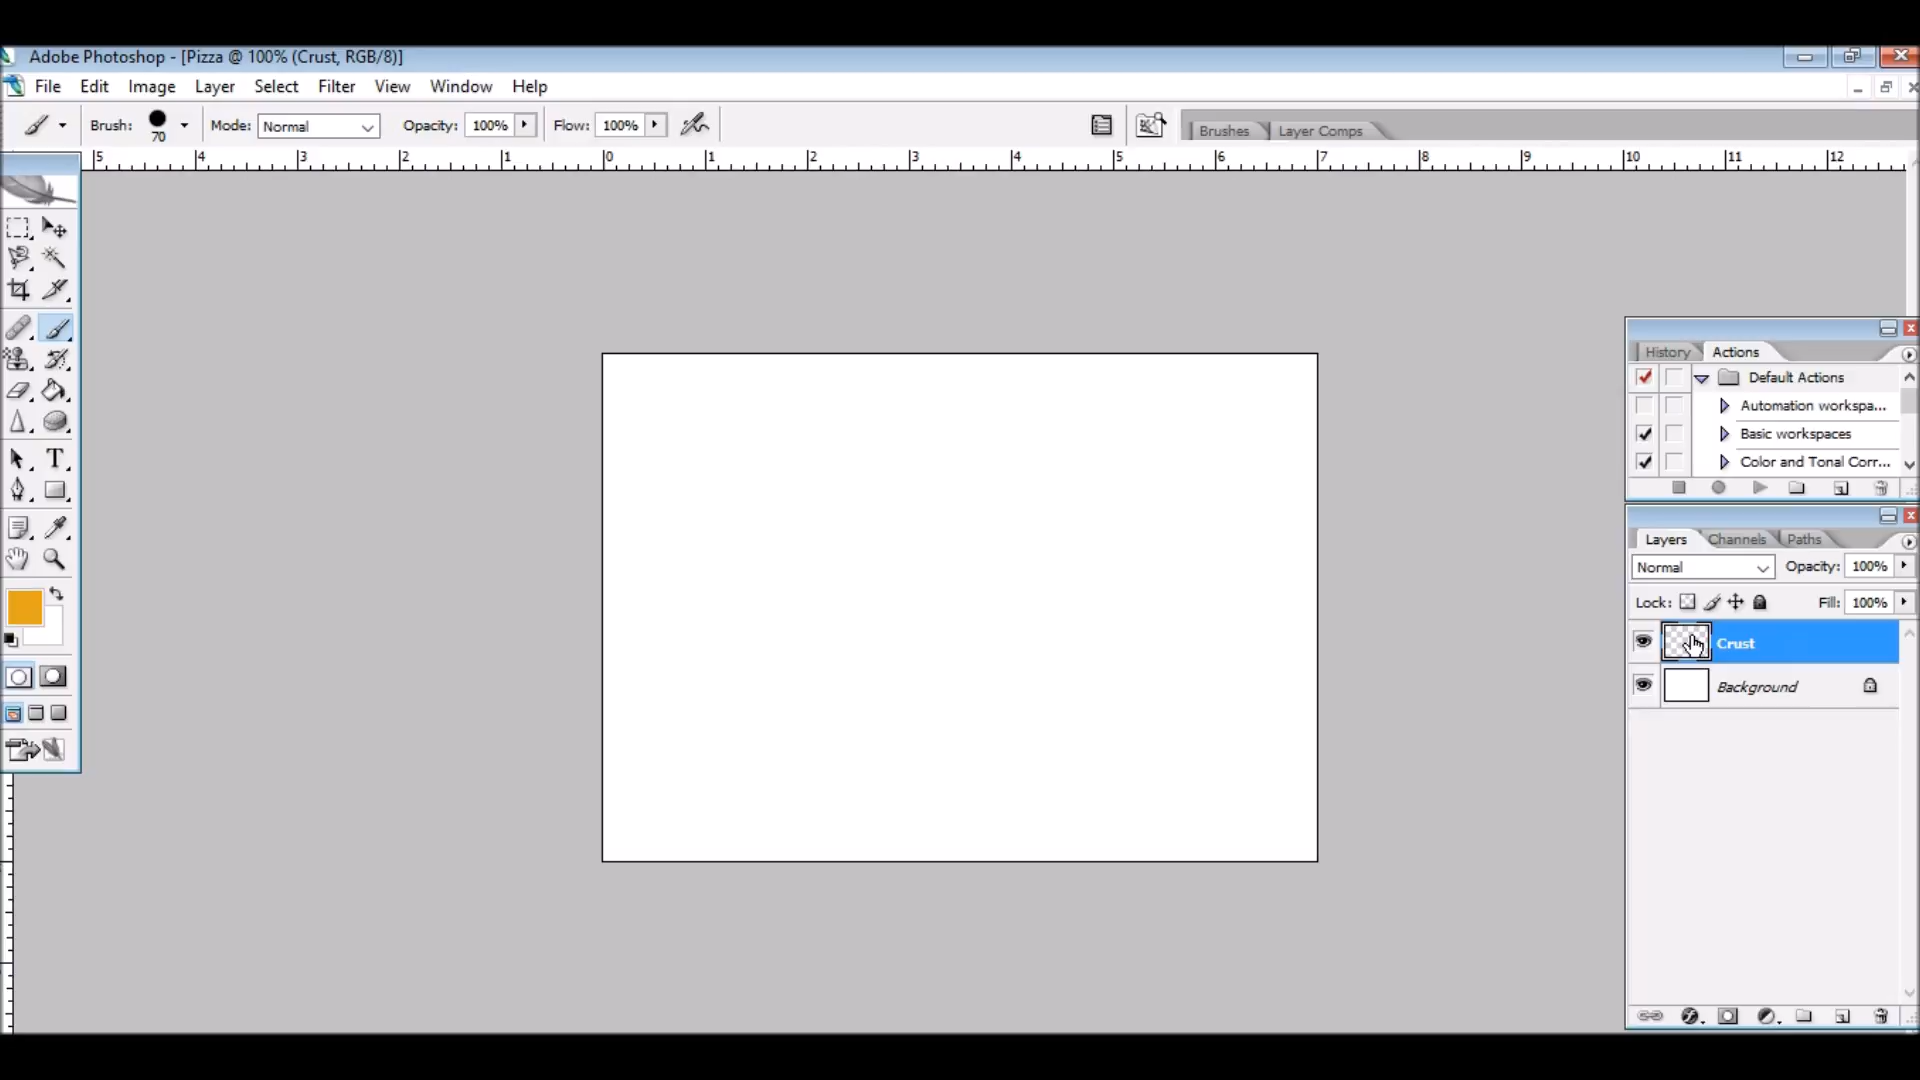 Adobe Photoshop - [Pizza @ 100% (Crust, RGB/8)]
File Edit Image Layer Select Filter View Window Help
Brush: 70 Mode: Normal Opacity: 100% Flow: 100% Brushes Layer Comps
5 4 3 2 1 0 1 2 3 4 5 6 7 8 9 10 11 12
T
History Actions
Default Actions
Automation workspa...
Basic workspaces
Color and Tonal Corr...
Layers Channels Paths
Normal Opacity: 100%
Lock: Fill: 100%
Crust
Background